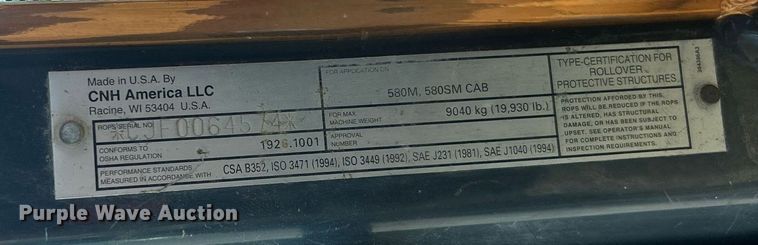 Made in U.S.A. By
CNH America LLC
Racine, WI 53404 U.S.A.
ROPS SERIAL NO
CONFORMS TO
OSHA REGULATION
1926.1001
PERFORMANCE STANDARDS
MEASURED IN ACCORDANCE WITH
CSA B352, ISO 3471 (1994), ISO 3449 (1992), SAE J231 (1981), SAE J1040 (1994)
FOR APPLICATION ON
580M, 580SM CAB
FOR MAX
MACHINE WEIGHT
9040 kg (19,930 lb.)
APPROVAL
NUMBER
TYPE-CERTIFICATION FOR
ROLLOVER
PROTECTIVE STRUCTURES
PROTECTION AFFORDED BY THIS
ROPS WILL BE REDUCED IF THE ROPS
IS ALTERED, HAS STRUCTURAL
DAMAGE, OR HAS BEEN SUBJECT TO
UPSET. SEE OPERATOR'S MANUAL
FOR COMPLETE INSTRUCTIONS AND
INSPECTION REQUIREMENTS.
Purple Wave Auction